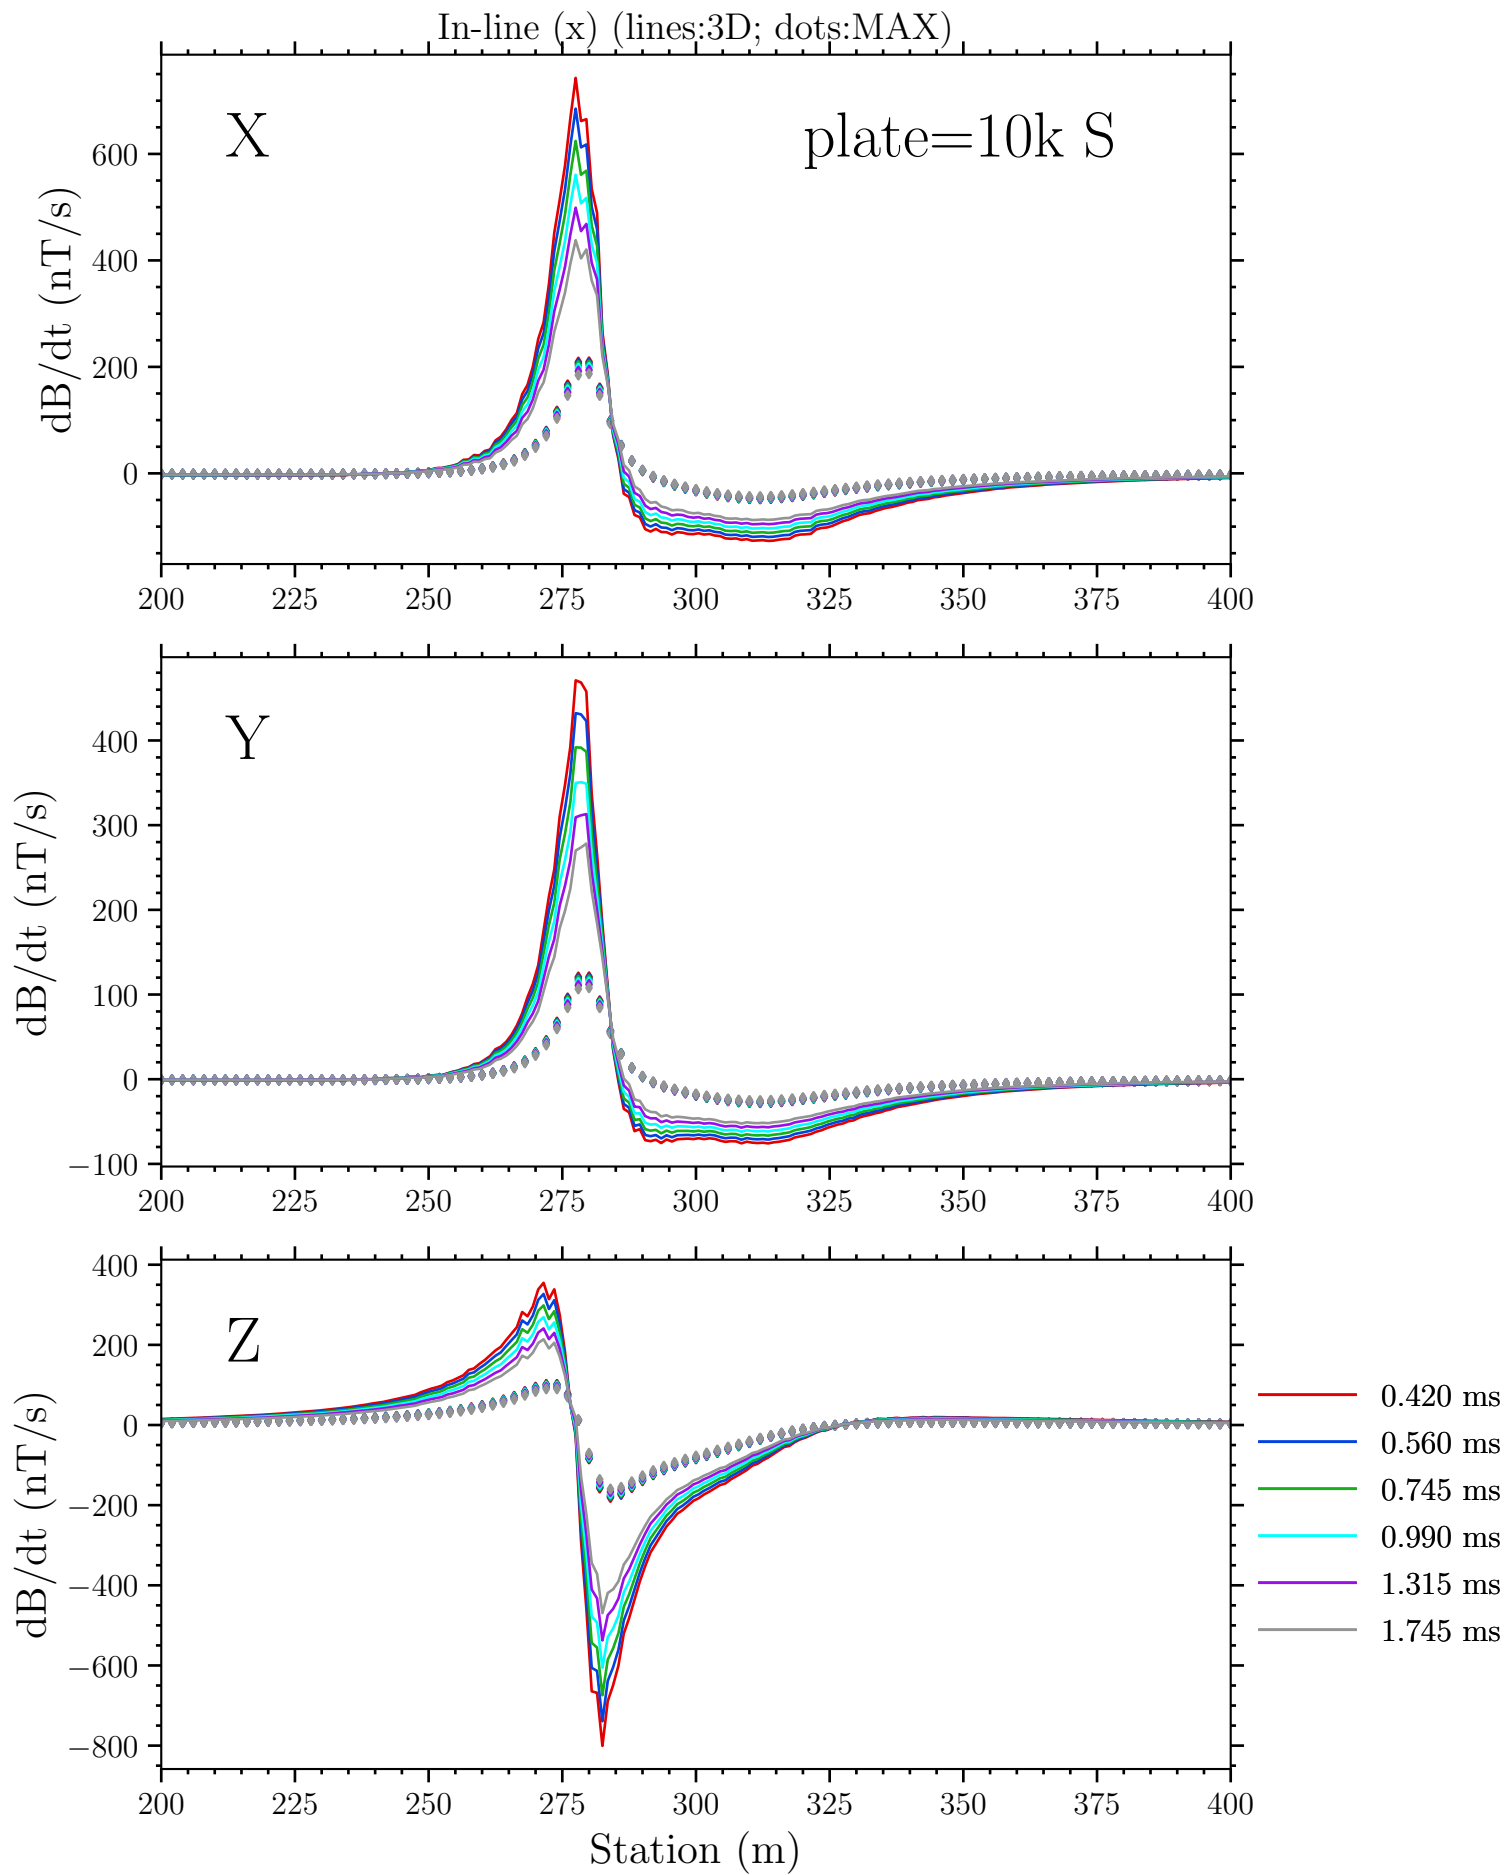 In-line (x) (lines:3D; dots:MAX)
X
plate=10k S
dB/dt (nT/s)
600
400
200
0
200 225 250 275 300 325 350 375 400
Y
dB/dt (nT/s)
400
300
200
100
0
−100
200 225 250 275 300 325 350 375 400
Z
dB/dt (nT/s)
400
200
0
−200
−400
−600
−800
200 225 250 275 300 325 350 375 400
Station (m)
0.420 ms
0.560 ms
0.745 ms
0.990 ms
1.315 ms
1.745 ms